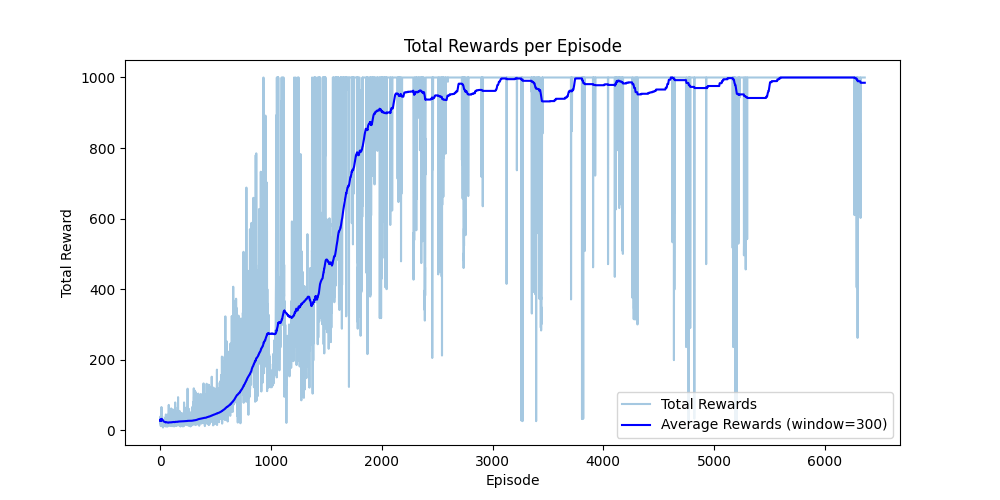 Total Rewards per Episode
Total Reward
1000
800
600
400
200
0
0 1000 2000 3000 4000 5000 6000
Episode
Total Rewards
Average Rewards (window=300)